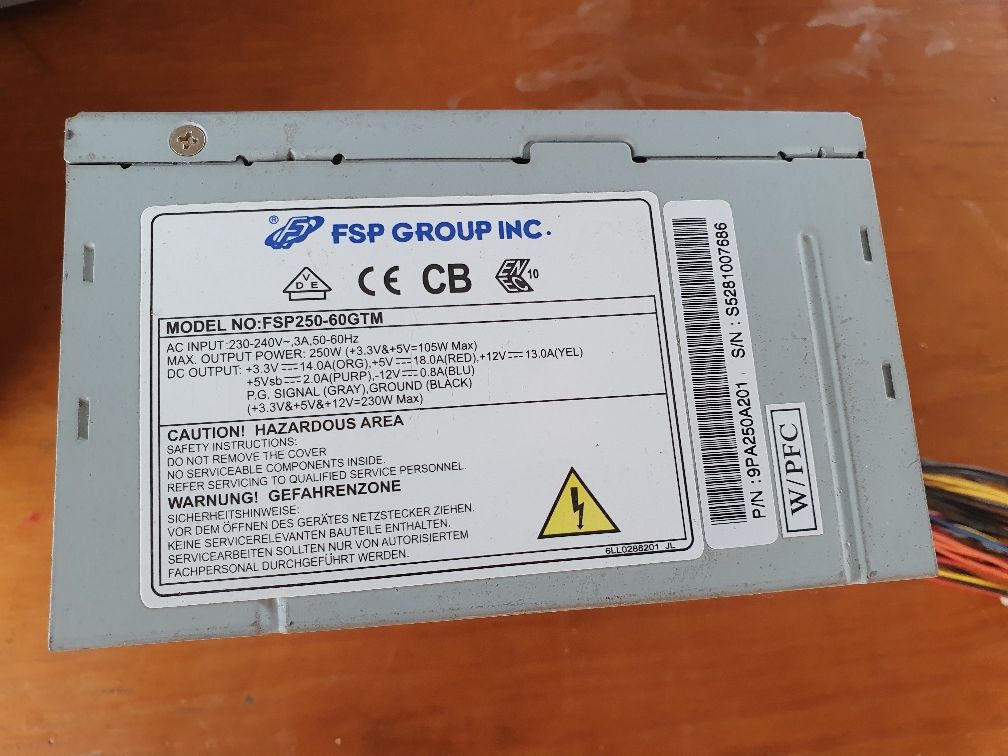 ® FSP GROUP INC.
VDE CE CB ENEC 10
MODEL NO:FSP250-60GTM
AC INPUT:230-240V~,3A,50-60Hz
MAX. OUTPUT POWER: 250W (+3.3V&+5V=105W Max)
DC OUTPUT: +3.3V⎓14.0A(ORG),+5V⎓18.0A(RED),+12V⎓13.0A(YEL)
+5Vsb⎓2.0A(PURP),-12V⎓0.8A(BLU)
P.G. SIGNAL (GRAY),GROUND (BLACK)
(+3.3V&+5V&+12V=230W Max)
CAUTION! HAZARDOUS AREA
SAFETY INSTRUCTIONS:
DO NOT REMOVE THE COVER
NO SERVICEABLE COMPONENTS INSIDE.
REFER SERVICING TO QUALIFIED SERVICE PERSONNEL.
WARNUNG! GEFAHRENZONE
SICHERHEITSHINWEISE:
VOR DEM ÖFFNEN DES GERÄTES NETZSTECKER ZIEHEN.
KEINE SERVICERELEVANTEN BAUTEILE ENTHALTEN.
SERVICEARBEITEN SOLLTEN NUR VON AUTORISIERTEM
FACHPERSONAL DURCHGEFÜHRT WERDEN.
6LL0286201 JL
P/N :9PA250A201 S/N : S5281007686
W/PFC